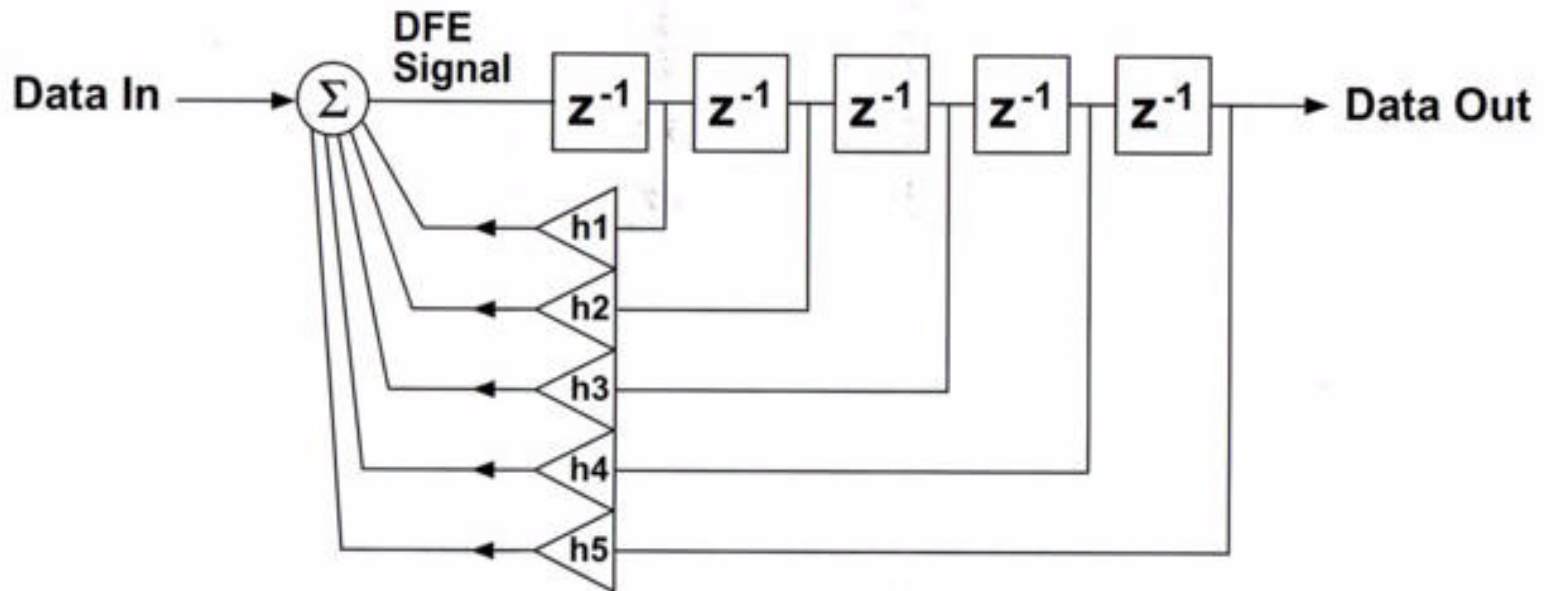 DFE
Signal
Data In
Σ
z-1
z-1
z-1
z-1
z-1
Data Out
h1
h2
h3
h4
h5